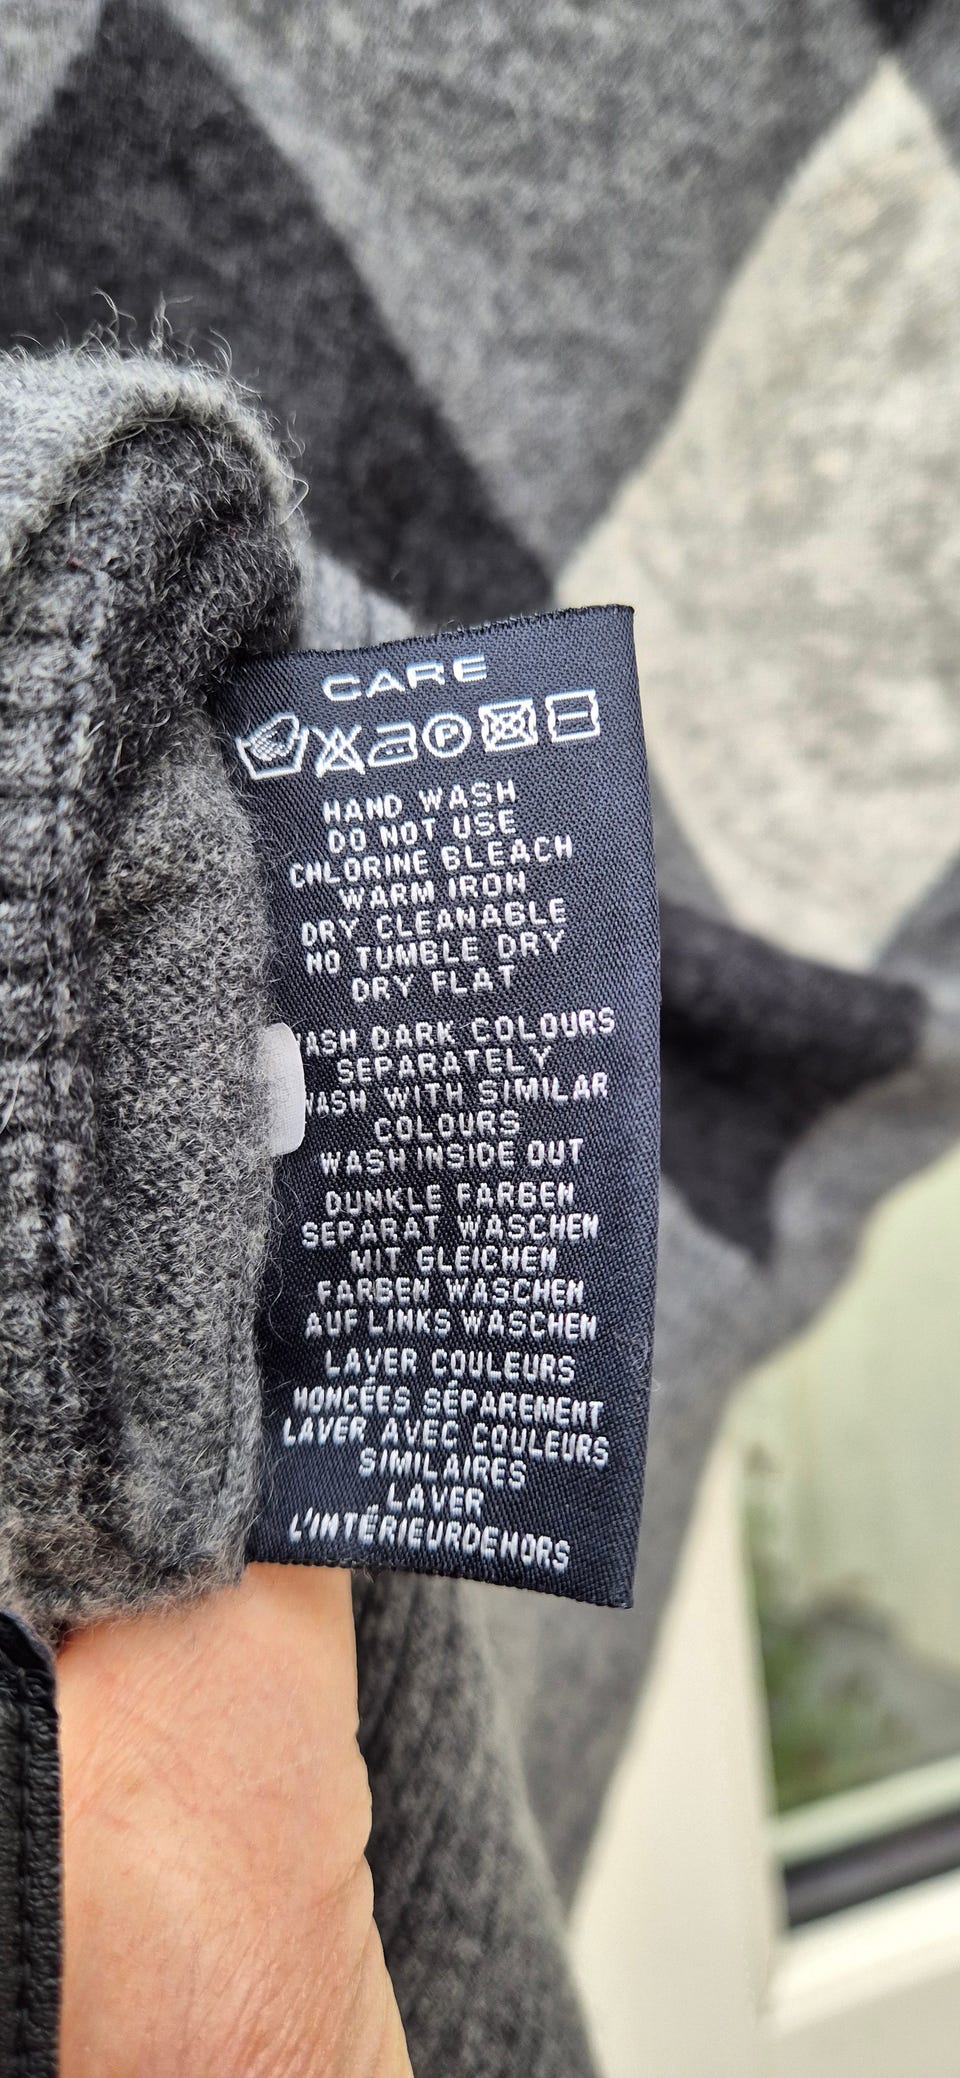 CARE
P
HAND WASH
DO NOT USE
CHLORINE BLEACH
WARM IRON
DRY CLEANABLE
NO TUMBLE DRY
DRY FLAT
WASH DARK COLOURS
SEPARATELY
WASH WITH SIMILAR
COLOURS
WASH INSIDE OUT
DUNKLE FARBEN
SEPARAT WASCHEN
MIT GLEICHEN
FARBEN WASCHEN
AUF LINKS WASCHEN
LAVER COULEURS
MONCÉES SÉPAREMENT
LAVER AVEC COULEURS
SIMILAIRES
LAVER
L'INTÉRIEURDEHORS